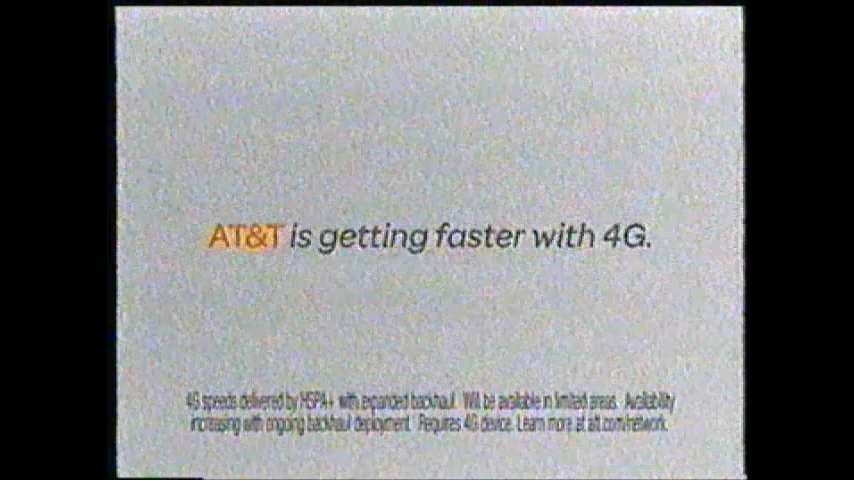 AT&T is getting faster with 4G.
4G speeds delivered by HSPA+ with expanded backhaul. Will be available in limited areas. Availability
increasing with ongoing backhaul deployment. Requires 4G device. Learn more at att.com/network.